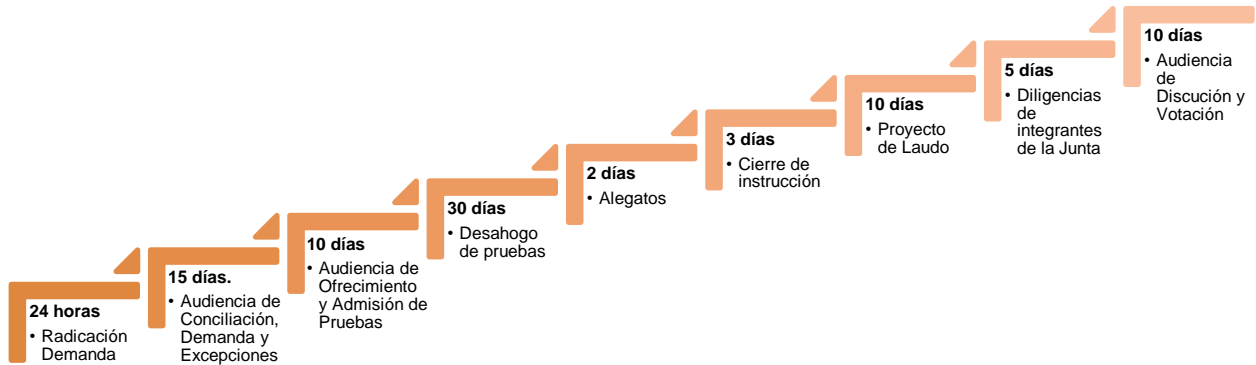 24 horas
• Radicación
Demanda
15 días.
• Audiencia de
Conciliación,
Demanda y
Excepciones
10 días
• Audiencia de
Ofrecimiento
y Admisión de
Pruebas
30 días
• Desahogo
de pruebas
2 días
• Alegatos
3 días
• Cierre de
instrucción
10 días
• Proyecto
de Laudo
5 días
• Diligencias
de
integrantes
de la Junta
10 días
• Audiencia
de
Discución y
Votación